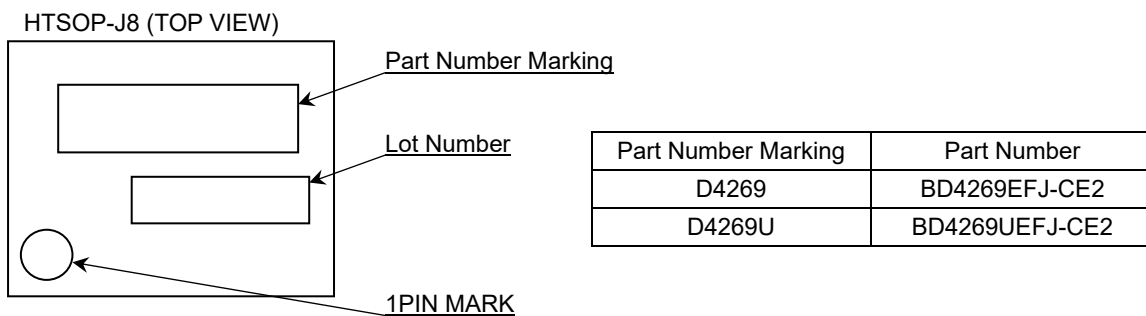 HTSOP-J8 (TOP VIEW)
Part Number Marking
Lot Number
1PIN MARK
Part Number Marking Part Number
D4269 BD4269EFJ-CE2
D4269U BD4269UEFJ-CE2